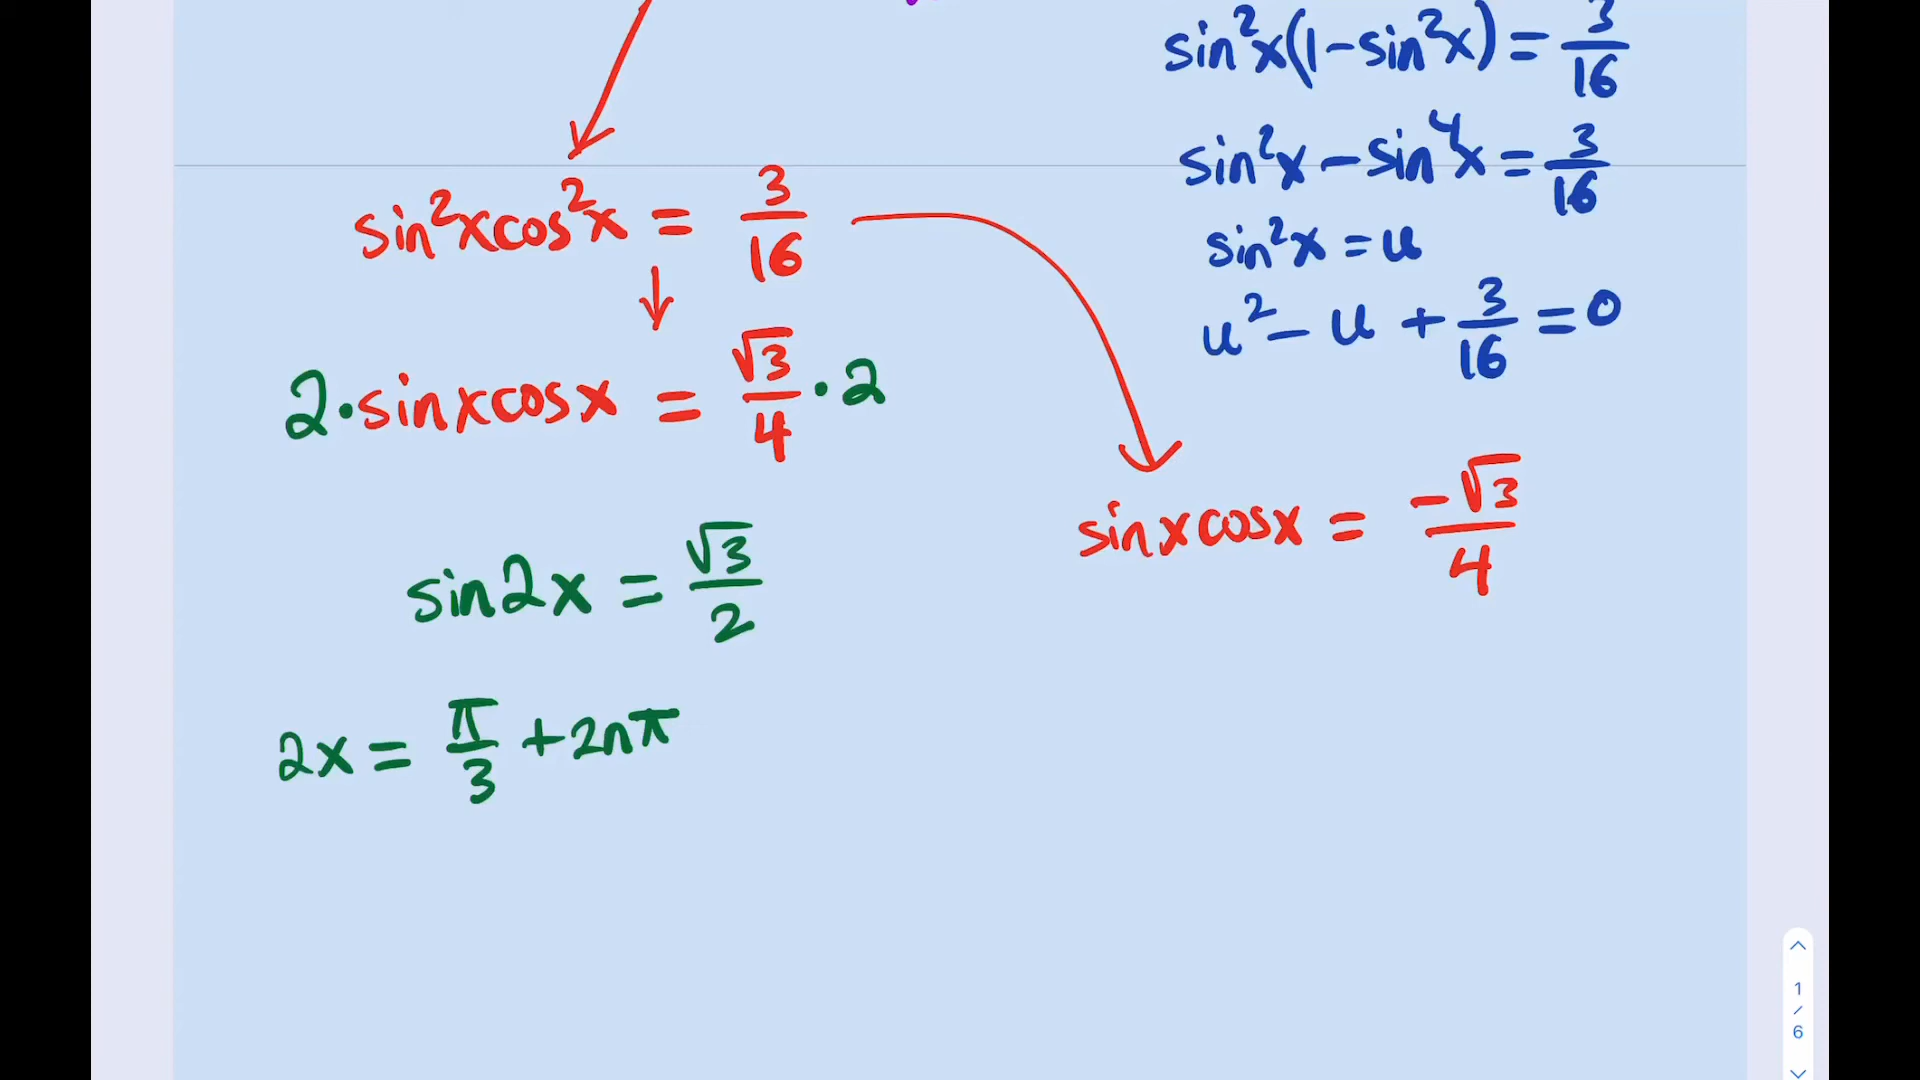 sin²x(1-sin²x) = 3/16
sin²x - sin⁴x = 3/16
sin²x = u
u² - u + 3/16 = 0
sin²xcos²x = 3/16
2·sinxcosx = √3/4 ·2
sinxcosx = -√3/4
sin2x = √3/2
2x = π/3 + 2nπ
1
/
6